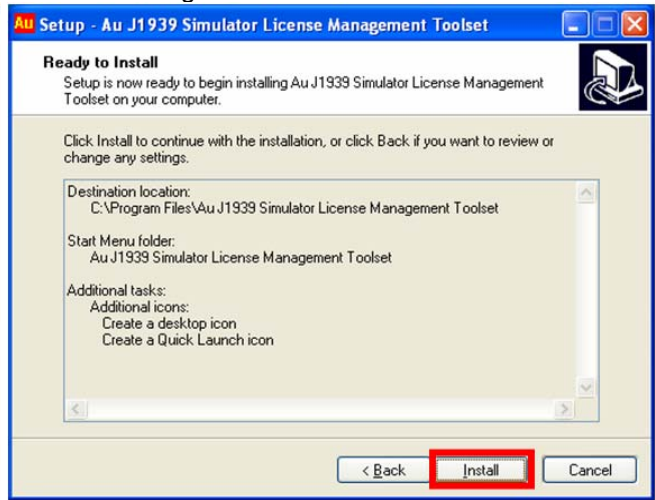 Au Setup - Au J1939 Simulator License Management Toolset
Ready to Install
Setup is now ready to begin installing Au J1939 Simulator License Management
Toolset on your computer.
Click Install to continue with the installation, or click Back if you want to review or
change any settings.
Destination location:
C:\Program Files\Au J1939 Simulator License Management Toolset
Start Menu folder:
Au J1939 Simulator License Management Toolset
Additional tasks:
Additional icons:
Create a desktop icon
Create a Quick Launch icon
< Back Install Cancel